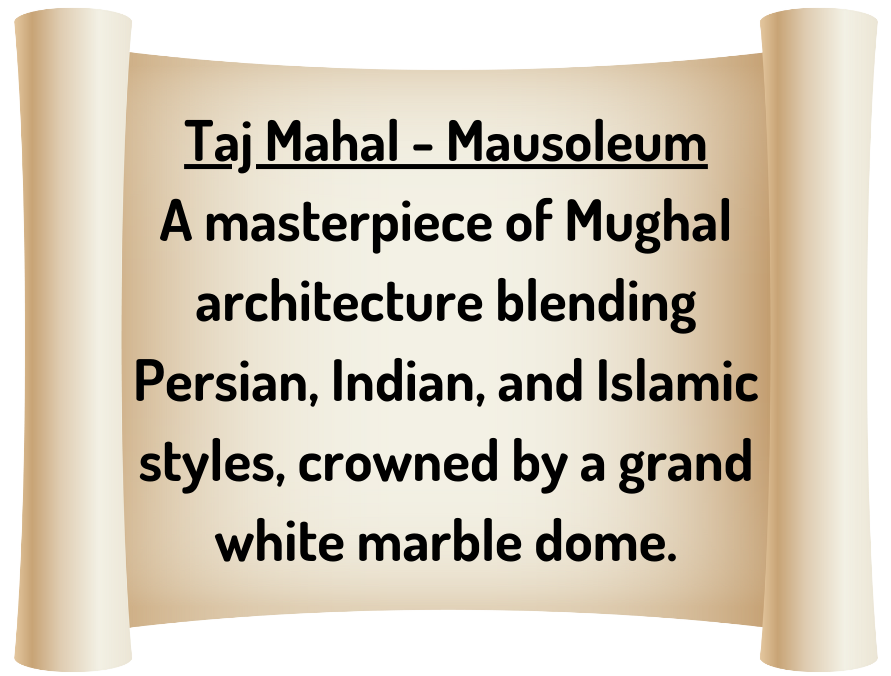 Taj Mahal - Mausoleum
A masterpiece of Mughal
architecture blending
Persian, Indian, and Islamic
styles, crowned by a grand
white marble dome.